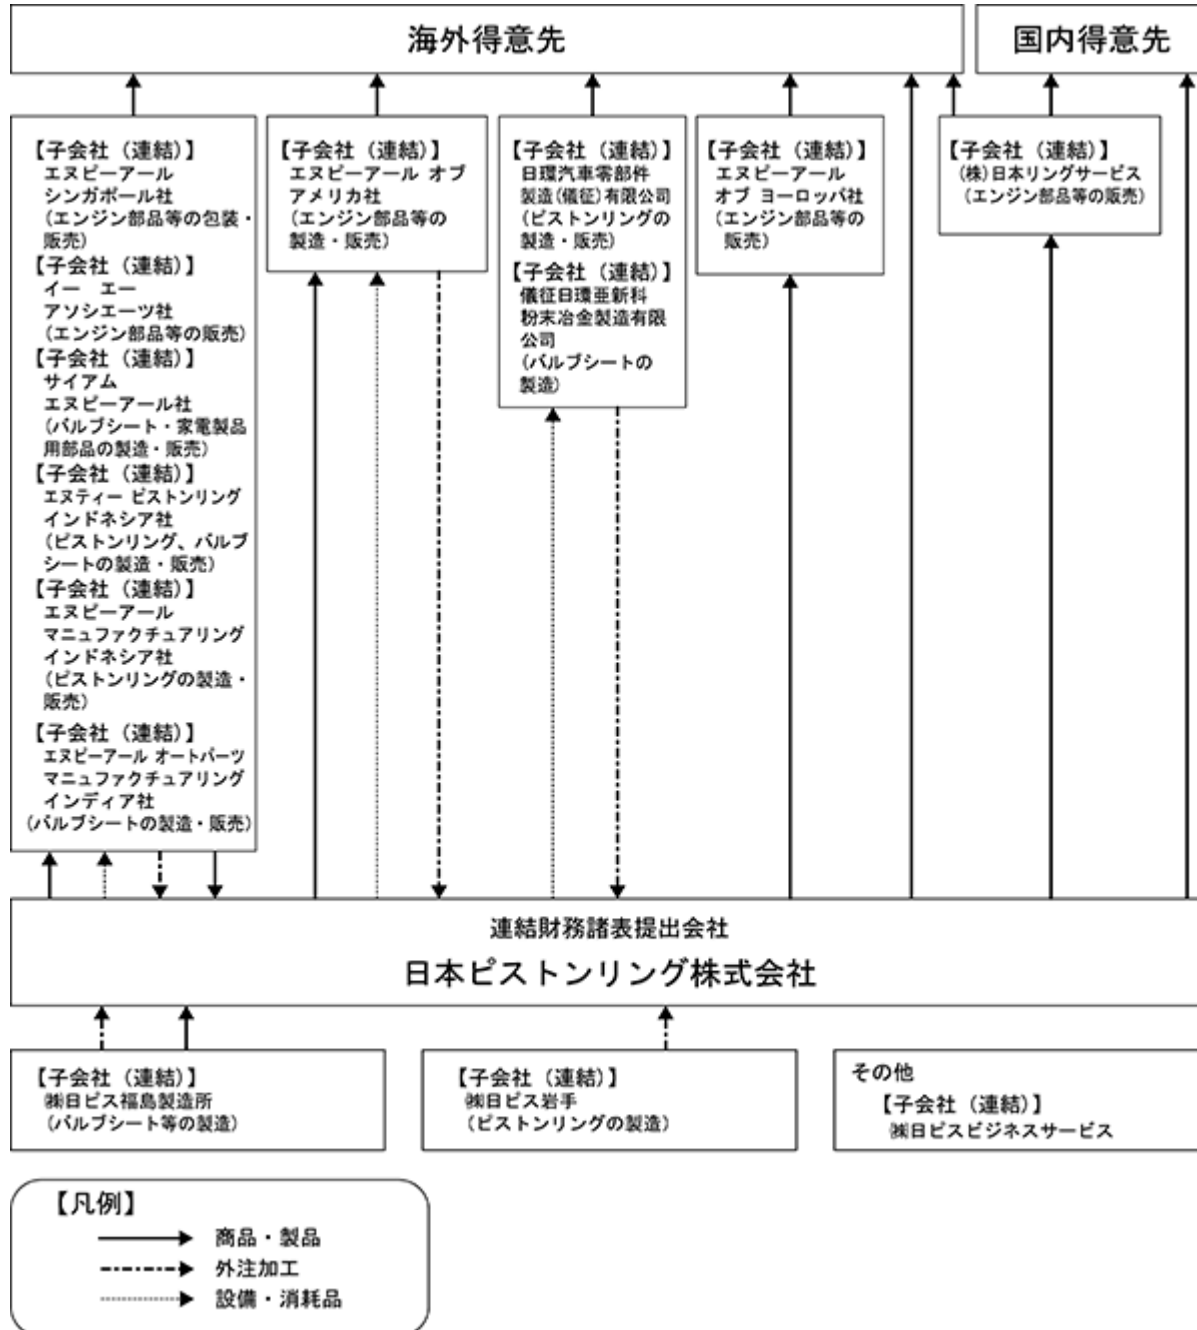 海外得意先
国内得意先
【子会社（連結）】
エヌピーアール
シンガポール社
(エンジン部品等の包装・
販売)
【子会社（連結）】
イー　エー
アソシエーツ社
(エンジン部品等の販売)
【子会社（連結）】
サイアム
エヌピーアール社
(バルブシート・家電製品
用部品の製造・販売)
【子会社（連結）】
エヌティー ピストンリング
インドネシア社
(ピストンリング、バルブ
シートの製造・販売)
【子会社（連結）】
エヌピーアール
マニュファクチュアリング
インドネシア社
(ピストンリングの製造・
販売)
【子会社（連結）】
エヌピーアール オートパーツ
マニュファクチュアリング
インディア社
(バルブシートの製造・販売)
【子会社（連結）】
エヌピーアール オブ
アメリカ社
(エンジン部品等の
製造・販売)
【子会社（連結）】
日環汽車零部件
製造(儀征)有限公司
(ピストンリングの
製造・販売)
【子会社（連結）】
儀征日環亜新科
粉末冶金製造有限
公司
(バルブシートの
製造)
【子会社（連結）】
エヌピーアール
オブ ヨーロッパ社
(エンジン部品等の
販売)
【子会社（連結）】
(株)日本リングサービス
(エンジン部品等の販売)
連結財務諸表提出会社
日本ピストンリング株式会社
【子会社（連結）】
㈱日ピス福島製造所
(バルブシート等の製造)
【子会社（連結）】
㈱日ピス岩手
(ピストンリングの製造)
その他
【子会社（連結）】
㈱日ピスビジネスサービス
【凡例】
商品・製品
外注加工
設備・消耗品